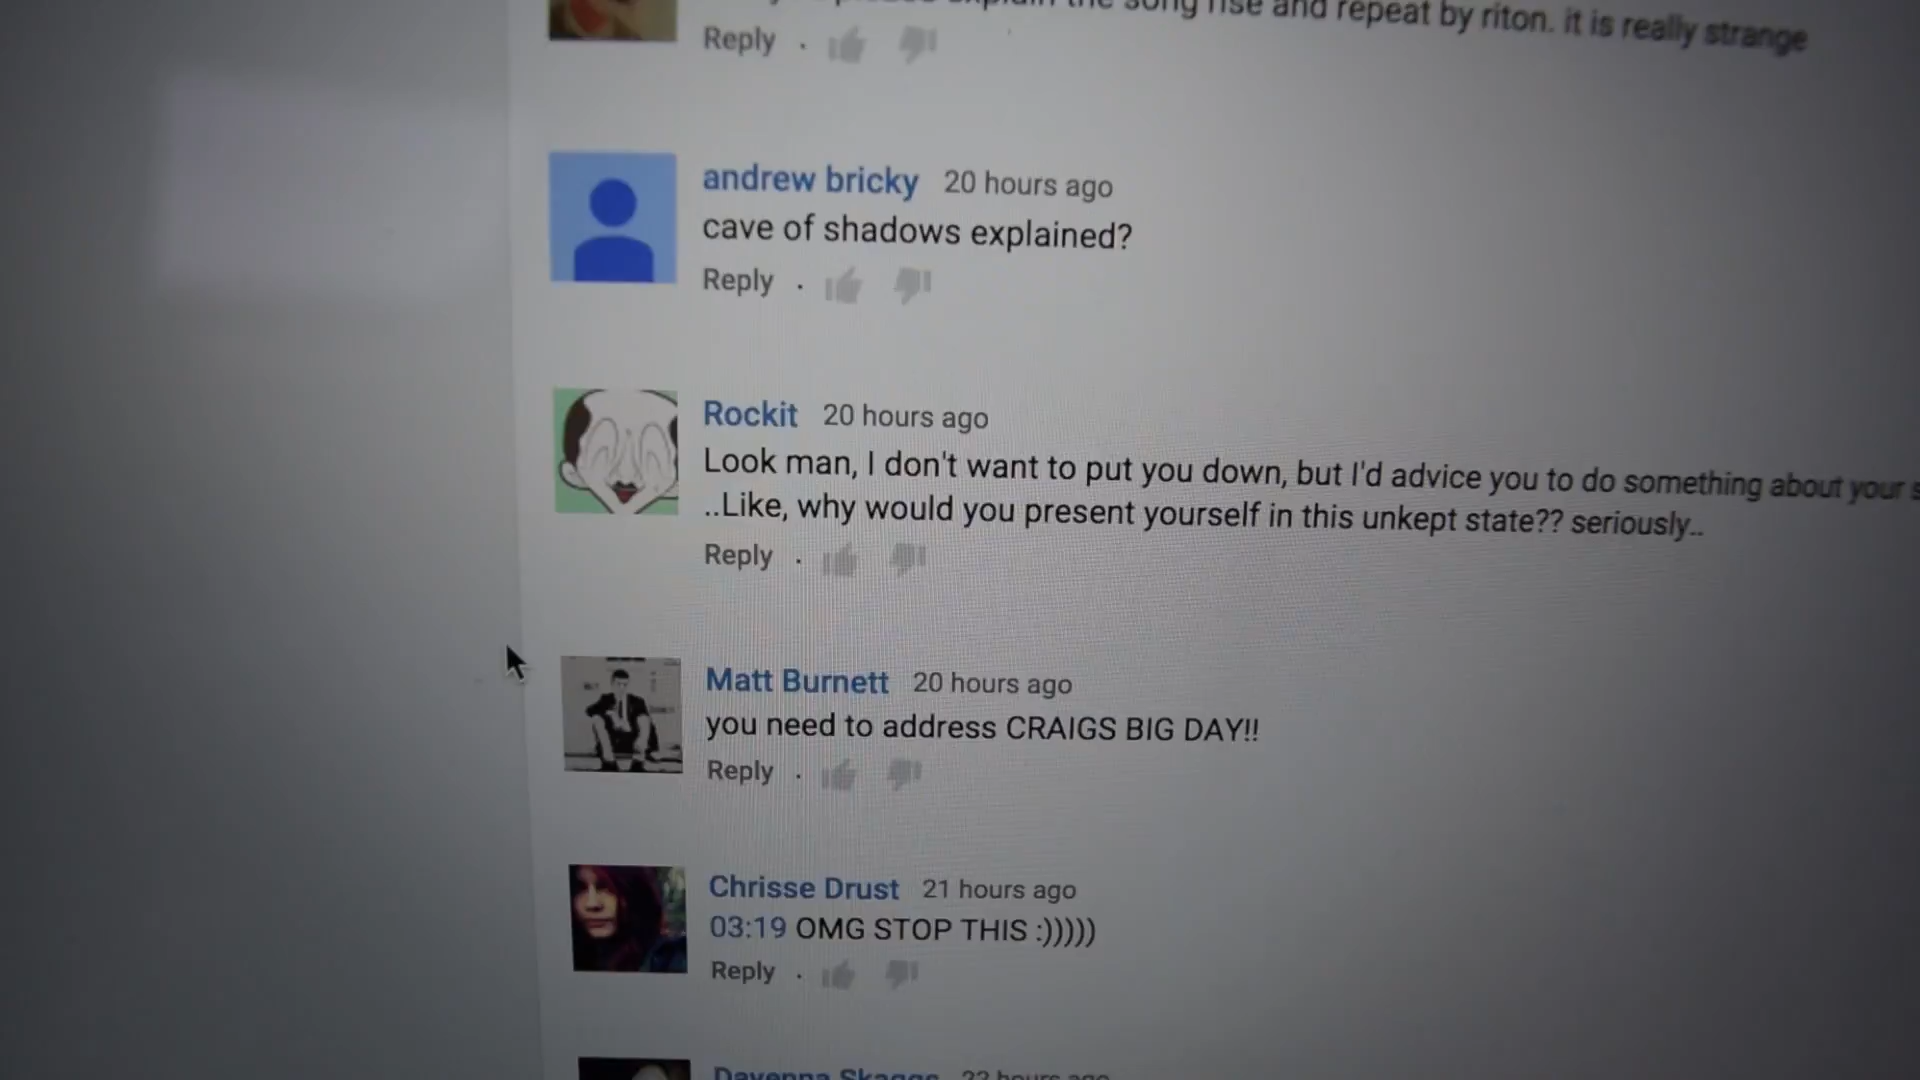 the song rise and repeat by riton. it is really strange
Reply .
andrew bricky 20 hours ago
cave of shadows explained?
Reply .
Rockit 20 hours ago
Look man, I don't want to put you down, but I'd advice you to do something about your
..Like, why would you present yourself in this unkept state?? seriously..
Reply .
Matt Burnett 20 hours ago
you need to address CRAIGS BIG DAY!!
Reply .
Chrisse Drust 21 hours ago
03:19 OMG STOP THIS :)))))
Reply .
hours ago